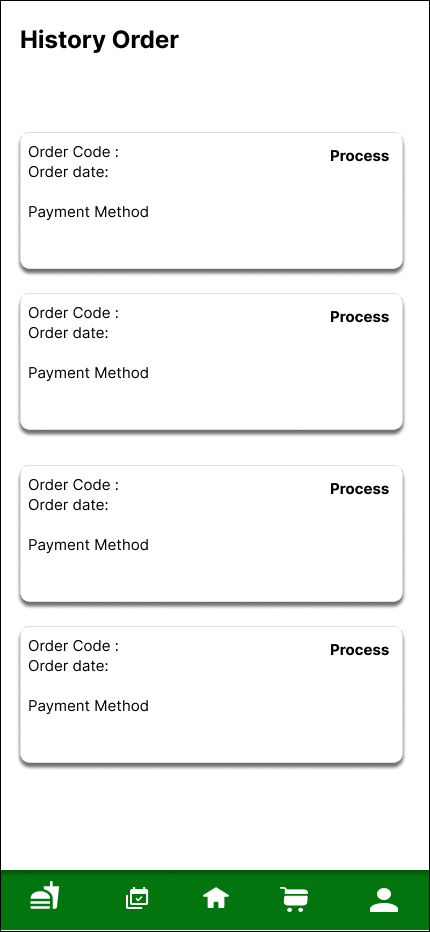 History Order
Order Code :
Process
Order date:
Payment Method
Order Code :
Process
Order date:
Payment Method
Order Code :
Process
Order date:
Payment Method
Order Code :
Process
Order date:
Payment Method